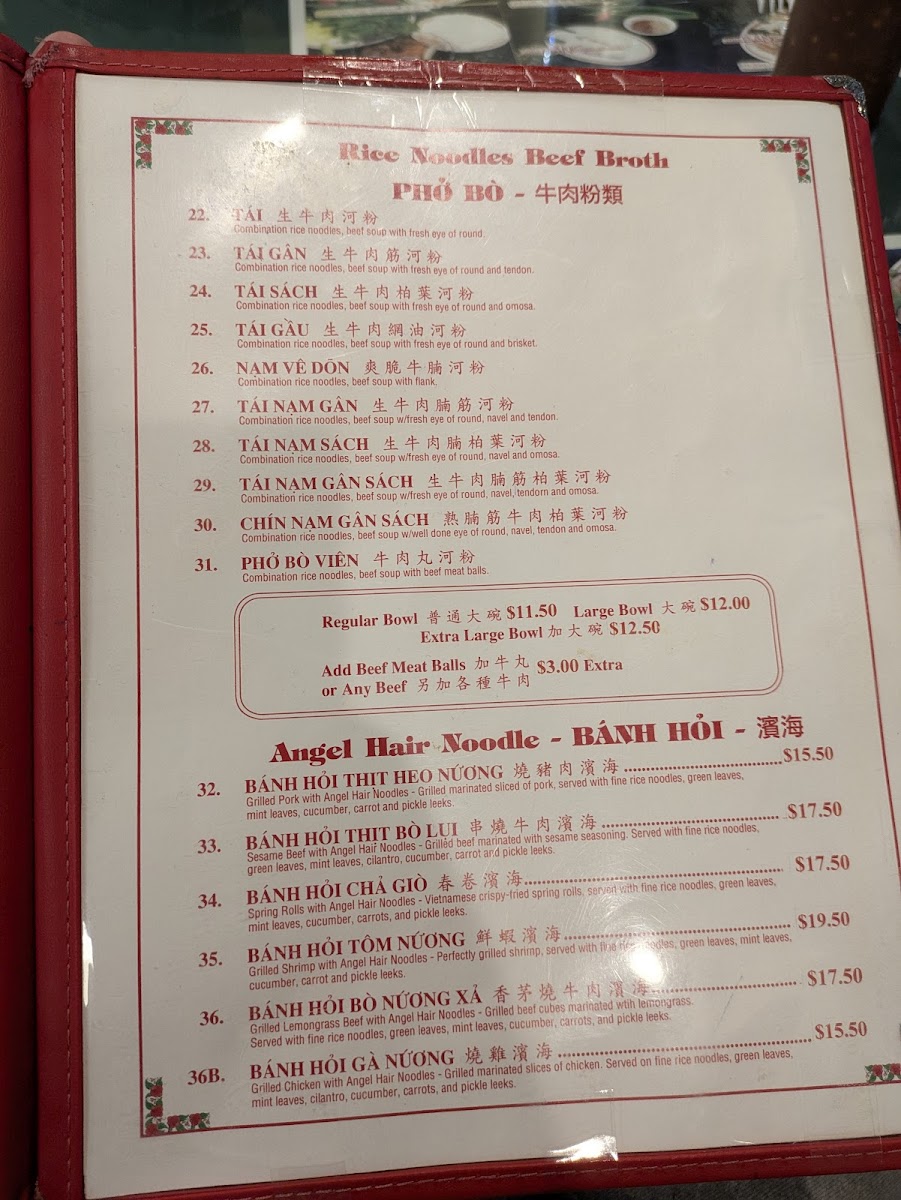 Rice Noodles Beef Broth
PHỞ BÒ - 牛肉粉類
22. TÁI 生牛肉河粉
Combination rice noodles, beef soup with fresh eye of round.
23. TÁI GÂN 生牛肉筋河粉
Combination rice noodles, beef soup with fresh eye of round and tendon.
24. TÁI SÁCH 生牛肉柏葉河粉
Combination rice noodles, beef soup with fresh eye of round and omosa.
25. TÁI GẦU 生牛肉網油河粉
Combination rice noodles, beef soup with fresh eye of round and brisket.
26. NẠM VÊ DÕN 爽脆牛腩河粉
Combination rice noodles, beef soup with flank.
27. TÁI NẠM GÂN 生牛肉腩筋河粉
Combination rice noodles, beef soup w/fresh eye of round, navel and tendon.
28. TÁI NẠM SÁCH 生牛肉腩柏葉河粉
Combination rice noodles, beef soup w/fresh eye of round, navel and omosa.
29. TÁI NẠM GÂN SÁCH 生牛肉腩筋柏葉河粉
Combination rice noodles, beef soup w/fresh eye of round, navel, tendorn and omosa.
30. CHÍN NẠM GÂN SÁCH 熟腩筋牛肉柏葉河粉
Combination rice noodles, beef soup w/well done eye of round, navel, tendon and omosa.
31. PHỞ BÒ VIÊN 牛肉丸河粉
Combination rice noodles, beef soup with beef meat balls.
Regular Bowl 普通大碗 $11.50 Large Bowl 大碗 $12.00
Extra Large Bowl 加大碗 $12.50
Add Beef Meat Balls 加牛丸 $3.00 Extra
or Any Beef 另加各種牛肉
Angel Hair Noodle - BÁNH HỎI - 濱海
32. BÁNH HỎI THỊT HEO NƯƠNG 燒豬肉濱海 $15.50
Grilled Pork with Angel Hair Noodles - Grilled marinated sliced of pork, served with fine rice noodles, green leaves,
mint leaves, cucumber, carrot and pickle leeks.
33. BÁNH HỎI THỊT BÒ LUI 串燒牛肉濱海 $17.50
Sesame Beef with Angel Hair Noodles - Grilled beef marinated with sesame seasoning. Served with fine rice noodles,
green leaves, mint leaves, cilantro, cucumber, carrot and pickle leeks.
34. BÁNH HỎI CHẢ GIÒ 春卷濱海 $17.50
Spring Rolls with Angel Hair Noodles - Vietnamese crispy-fried spring rolls, served with fine rice noodles, green leaves,
mint leaves, cucumber, carrots, and pickle leeks.
35. BÁNH HỎI TÔM NƯƠNG 鮮蝦濱海 $19.50
Grilled Shrimp with Angel Hair Noodles - Perfectly grilled shrimp, served with fine rice noodles, green leaves, mint leaves,
cucumber, carrot and pickle leeks.
36. BÁNH HỎI BÒ NƯƠNG XẢ 香茅燒牛肉濱海 $17.50
Grilled Lemongrass Beef with Angel Hair Noodles - Grilled beef cubes marinated wtih lemongrass.
Served with fine rice noodles, green leaves, mint leaves, cucumber, carrots, and pickle leeks.
36B. BÁNH HỎI GÀ NƯƠNG 燒雞濱海 $15.50
Grilled Chicken with Angel Hair Noodles - Grilled marinated slices of chicken. Served on fine rice noodles, green leaves,
mint leaves, cilantro, cucumber, carrots, and pickle leeks.